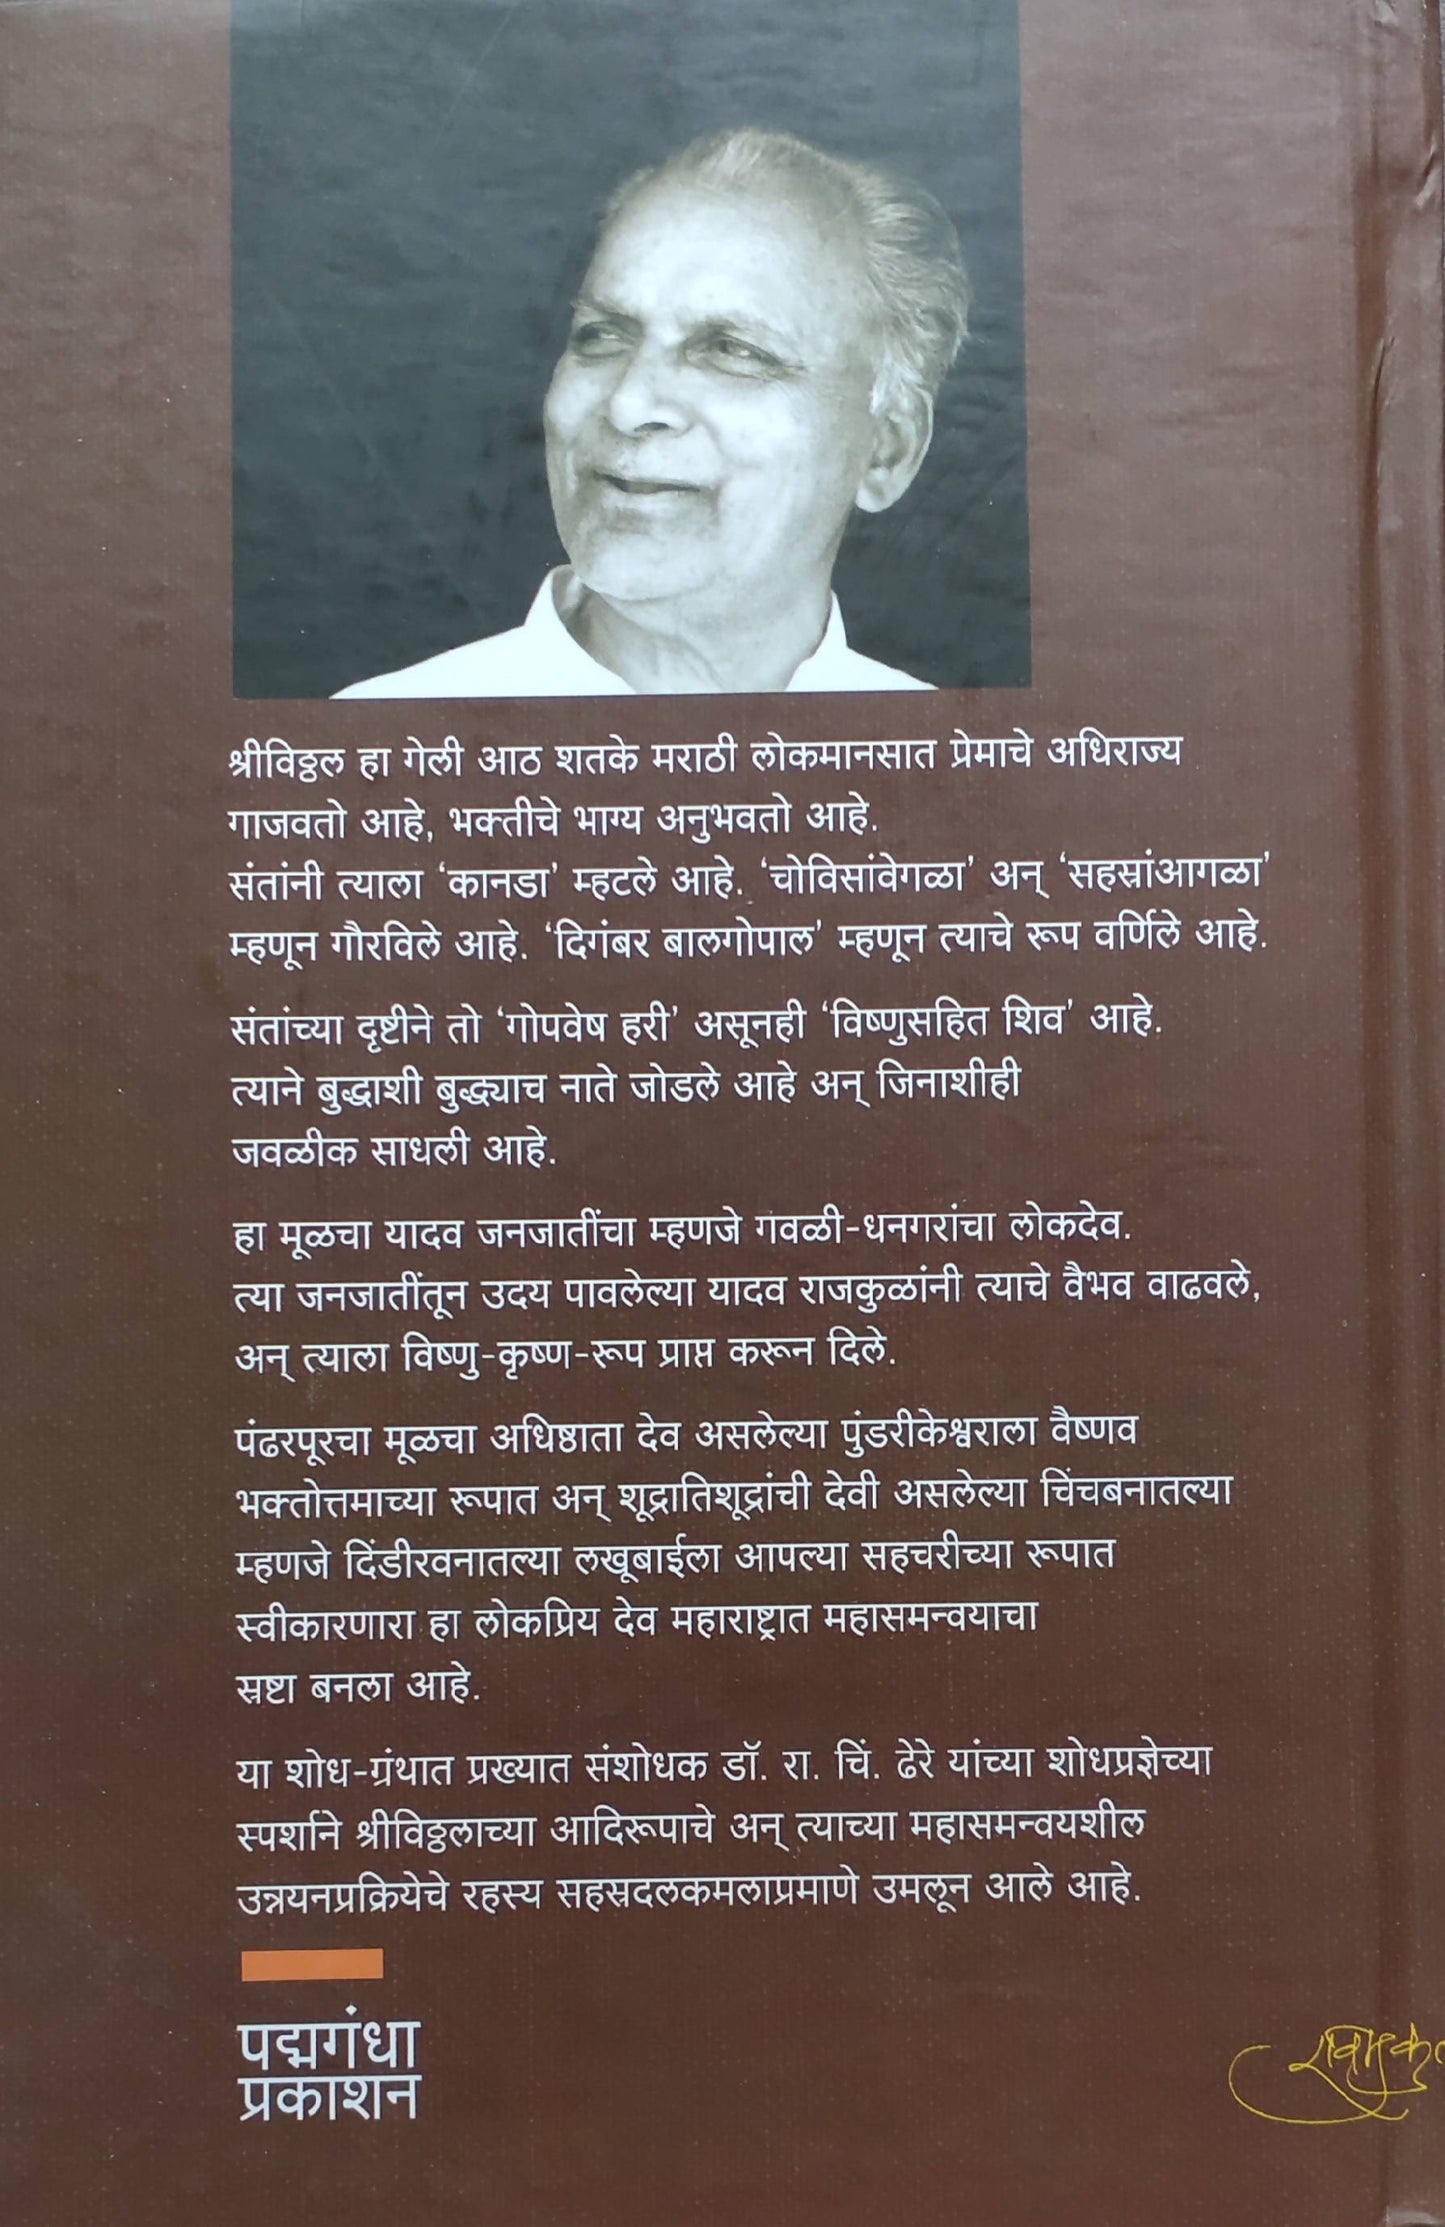 श्रीविठ्ठल हा गेली आठ शतके मराठी लोकमानसात प्रेमाचे अधिराज्य
गाजवतो आहे, भक्तीचे भाग्य अनुभवतो आहे.
संतांनी त्याला ‘कानडा’ म्हटले आहे. ‘चोविसांवेगळा’ अन् ‘सहस्रांआगळा’
म्हणून गौरविले आहे. ‘दिगंबर बालगोपाल’ म्हणून त्याचे रूप वर्णिले आहे.
संतांच्या दृष्टीने तो ‘गोपवेष हरी’ असूनही ‘विष्णुसहित शिव’ आहे.
त्याने बुद्धाशी बुद्ध्याच नाते जोडले आहे अन् जिनाशीही
जवळीक साधली आहे.
हा मूळचा यादव जनजातींचा म्हणजे गवळी-धनगरांचा लोकदेव.
त्या जनजातींतून उदय पावलेल्या यादव राजकुळांनी त्याचे वैभव वाढवले,
अन् त्याला विष्णु-कृष्ण-रूप प्राप्त करून दिले.
पंढरपूरचा मूळचा अधिष्ठाता देव असलेल्या पुंडरीकेश्वराला वैष्णव
भक्तोत्तमाच्या रूपात अन् शूद्रातिशूद्रांची देवी असलेल्या चिंचबनातल्या
म्हणजे दिंडीरवनातल्या लखूबाईला आपल्या सहचरीच्या रूपात
स्वीकारणारा हा लोकप्रिय देव महाराष्ट्रात महासमन्वयाचा
स्रष्टा बनला आहे.
या शोध-ग्रंथात प्रख्यात संशोधक डॉ. रा. चिं. ढेरे यांच्या शोधप्रज्ञेच्या
स्पर्शाने श्रीविठ्ठलाच्या आदिरूपाचे अन् त्याच्या महासमन्वयशील
उन्नयनप्रक्रियेचे रहस्य सहस्रदलकमलाप्रमाणे उमलून आले आहे.
पद्मगंधा
प्रकाशन